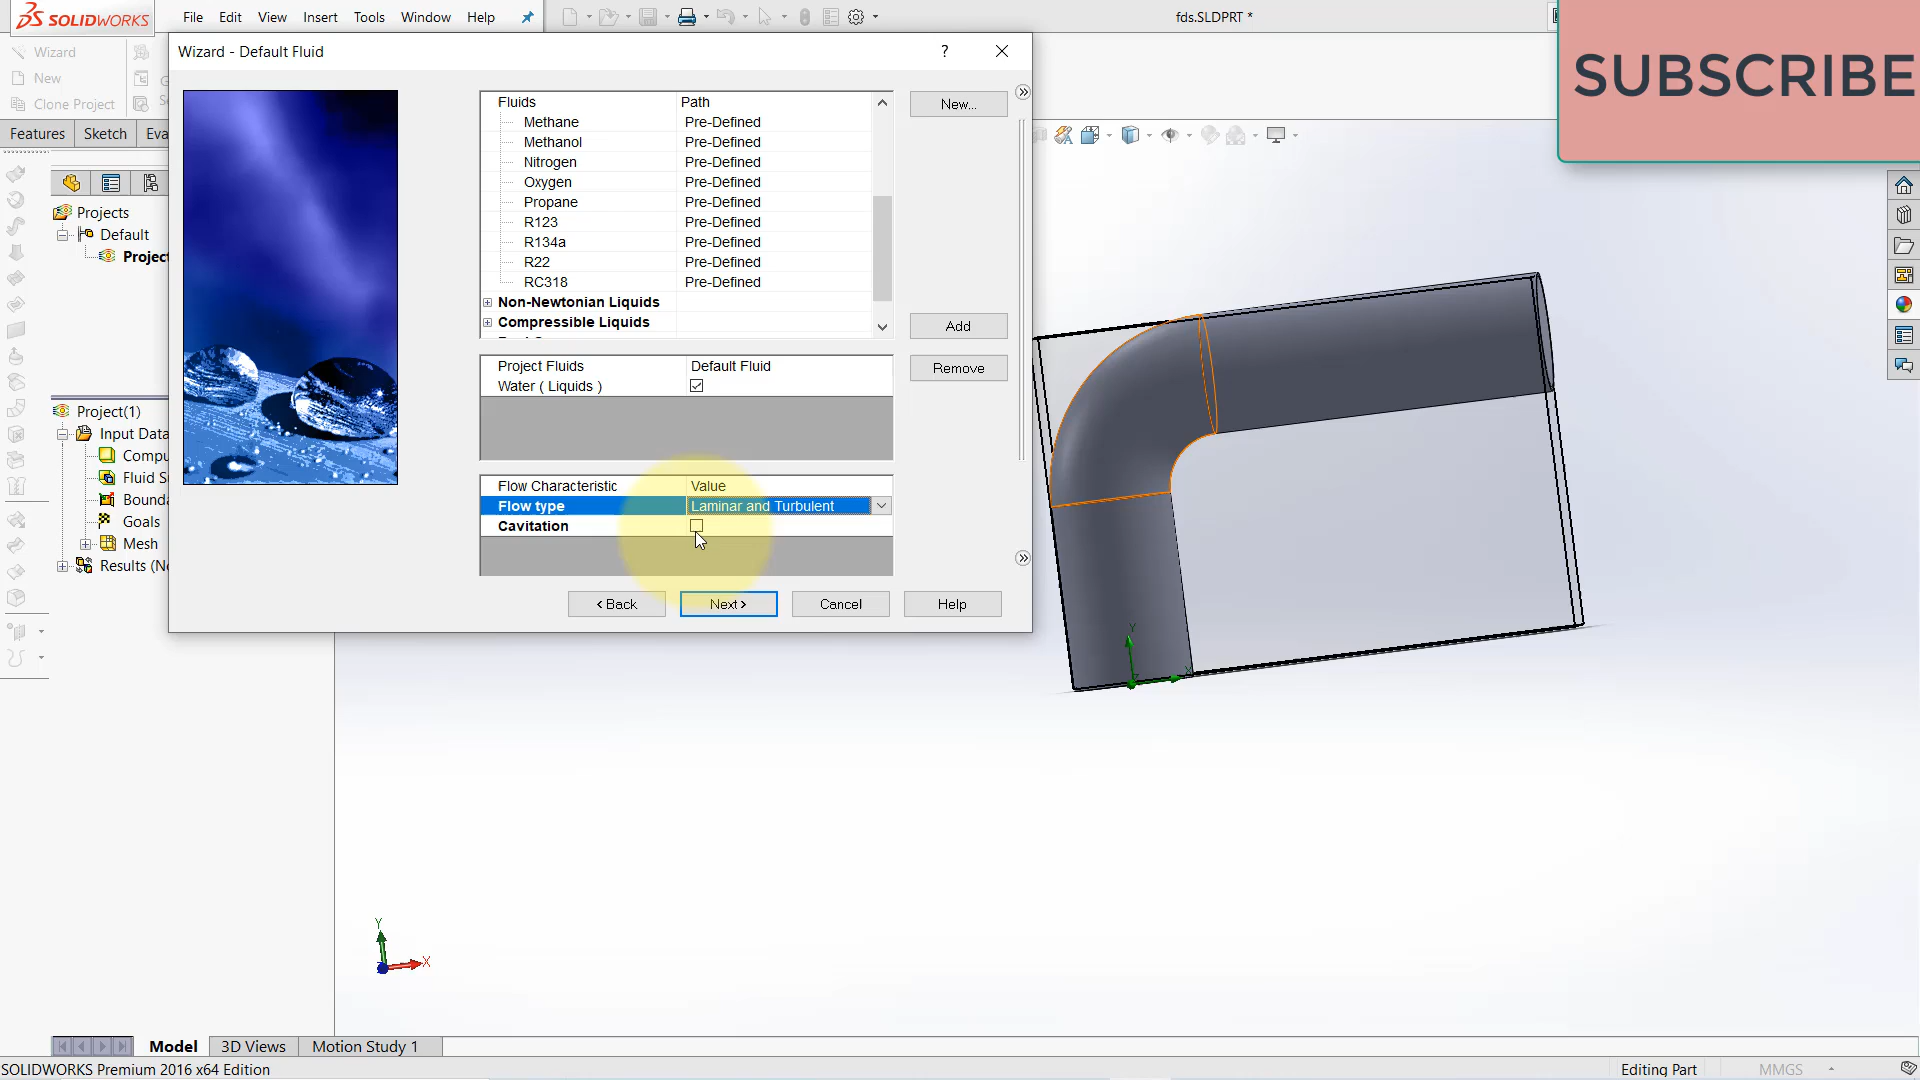 SOLIDWORKS
File Edit View Insert Tools Window Help
fds.SLDPRT *
SUBSCRIBE
Wizard
New
Clone Project
Features Sketch Eva
Projects
Default
Project
Project(1)
Input Data
Compu
Fluid Su
Bounda
Goals
Mesh
Results (No
Wizard - Default Fluid
?
Fluids Path
Methane Pre-Defined
Methanol Pre-Defined
Nitrogen Pre-Defined
Oxygen Pre-Defined
Propane Pre-Defined
R123 Pre-Defined
R134a Pre-Defined
R22 Pre-Defined
RC318 Pre-Defined
Non-Newtonian Liquids
Compressible Liquids
New...
Add
Remove
Project Fluids Default Fluid
Water ( Liquids )
Flow Characteristic Value
Flow type Laminar and Turbulent
Cavitation
< Back Next > Cancel Help
Y
X
Y
X
Model 3D Views Motion Study 1
SOLIDWORKS Premium 2016 x64 Edition
Editing Part MMGS